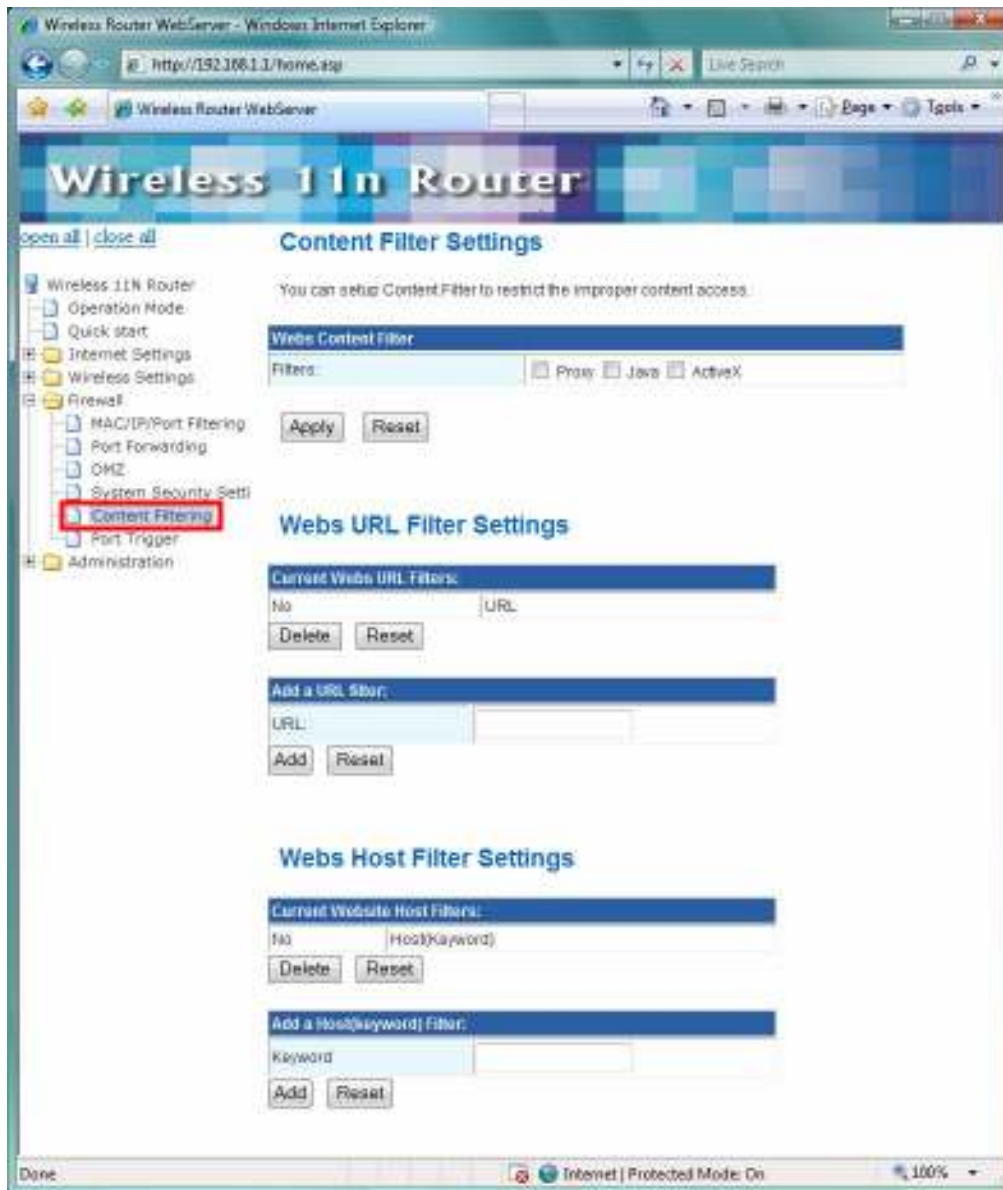 Wireless Router WebServer - Windows Internet Explorer
http://192.168.1.1/home.asp
Live Search
Wireless Router WebServer
Page
Tools
Wireless 11n Router
open all | close all
Wireless 11N Router
Operation Mode
Quick start
Internet Settings
Wireless Settings
Firewall
MAC/IP/Port Filtering
Port Forwarding
DMZ
System Security Setti
Content Filtering
Port Trigger
Administration
Content Filter Settings
You can setup Content Filter to restrict the improper content access.
Webs Content Filter
Filters: Proxy Java ActiveX
Apply Reset
Webs URL Filter Settings
Current Webs URL Filters:
No URL
Delete Reset
Add a URL filter:
URL:
Add Reset
Webs Host Filter Settings
Current Website Host Filters:
No Host(Keyword)
Delete Reset
Add a Host(keyword) Filter:
Keyword
Add Reset
Done
Internet | Protected Mode: On
100%